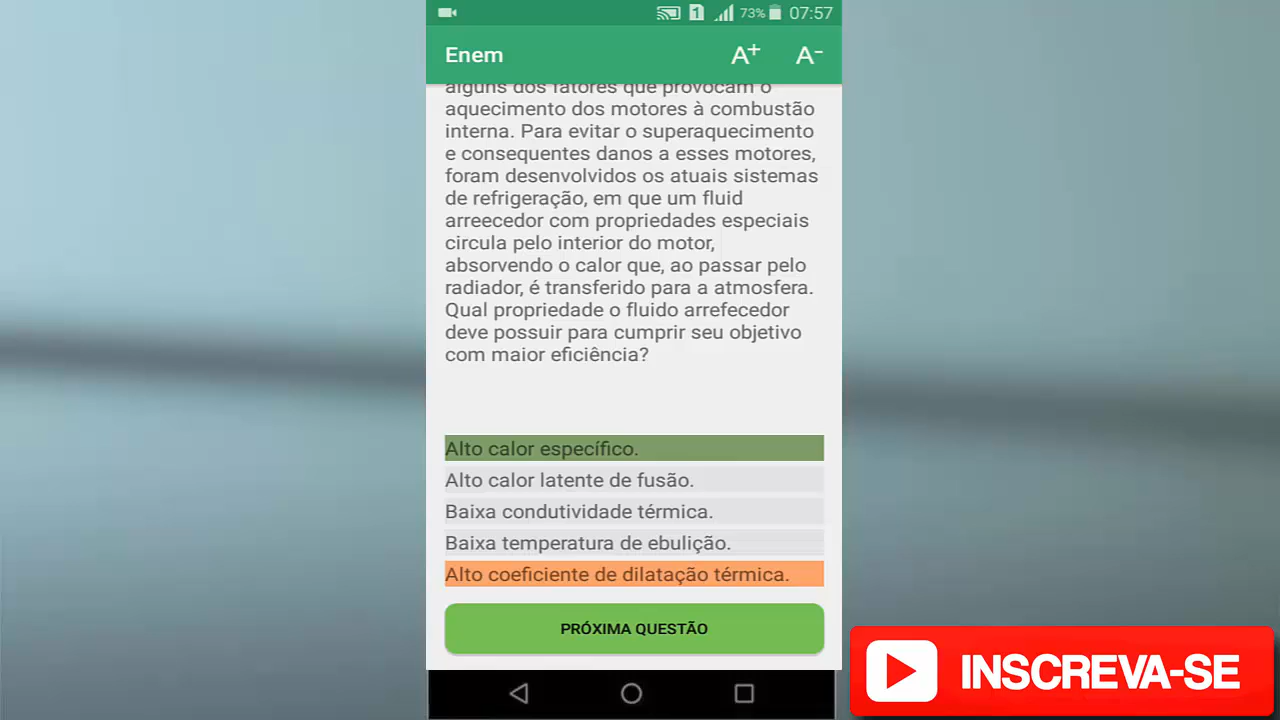 1 73% 07:57
Enem A+ A-
alguns dos fatores que provocam o
aquecimento dos motores à combustão
interna. Para evitar o superaquecimento
e consequentes danos a esses motores,
foram desenvolvidos os atuais sistemas
de refrigeração, em que um fluid
arreecedor com propriedades especiais
circula pelo interior do motor,
absorvendo o calor que, ao passar pelo
radiador, é transferido para a atmosfera.
Qual propriedade o fluido arrefecedor
deve possuir para cumprir seu objetivo
com maior eficiência?
Alto calor específico.
Alto calor latente de fusão.
Baixa condutividade térmica.
Baixa temperatura de ebulição.
Alto coeficiente de dilatação térmica.
PRÓXIMA QUESTÃO
INSCREVA-SE